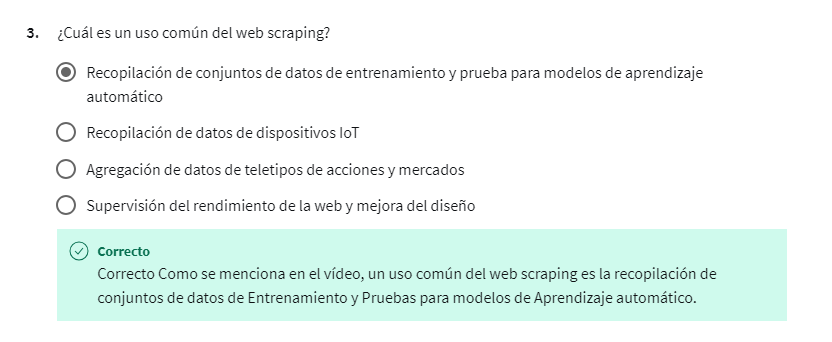 3. ¿Cuál es un uso común del web scraping?
Recopilación de conjuntos de datos de entrenamiento y prueba para modelos de aprendizaje
automático
Recopilación de datos de dispositivos IoT
Agregación de datos de teletipos de acciones y mercados
Supervisión del rendimiento de la web y mejora del diseño
Correcto
Correcto Como se menciona en el vídeo, un uso común del web scraping es la recopilación de
conjuntos de datos de Entrenamiento y Pruebas para modelos de Aprendizaje automático.